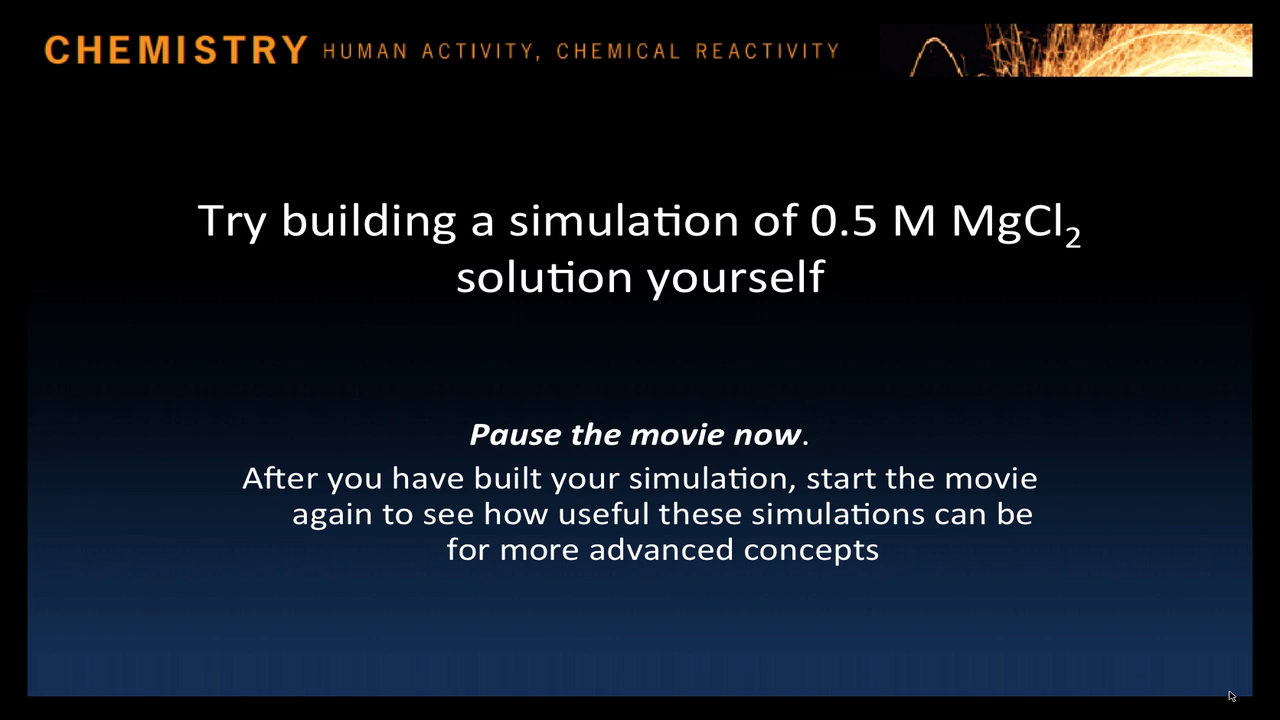 CHEMISTRY HUMAN ACTIVITY, CHEMICAL REACTIVITY
Try building a simulation of 0.5 M MgCl₂
solution yourself
Pause the movie now.
After you have built your simulation, start the movie
again to see how useful these simulations can be
for more advanced concepts